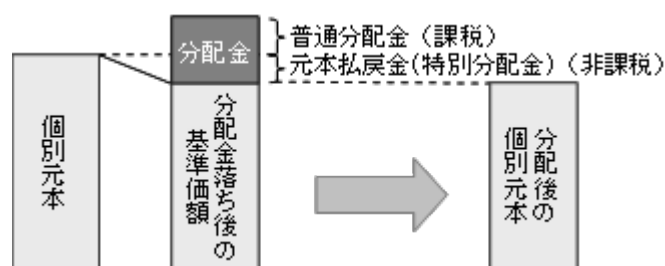 普通分配金（課税）
分配金
元本払戻金(特別分配金)（非課税）
個別元本
分配金落ち後の
基準価額
分配後の
個別元本